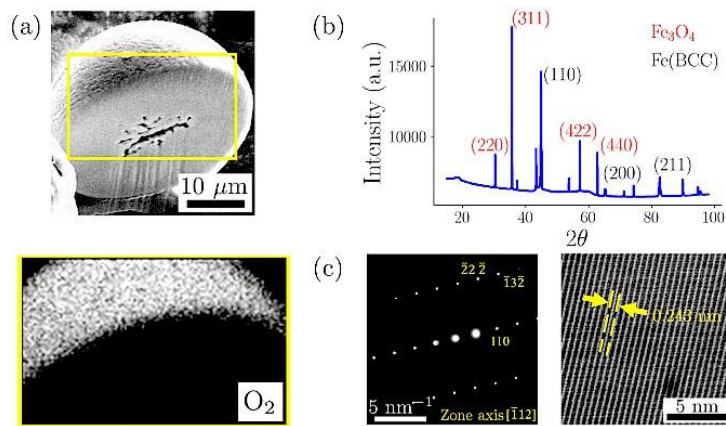 (a)
10 μm
O₂
(b)
Intensity (a.u.)
15000
10000
(220)
(311)
(110)
(422)
(440)
(200)
(211)
Fe₃O₄
Fe(BCC)
20
40
60
80
100
2θ
(c)
2̄2 2̄
1̄32̄
110
5 nm⁻¹
Zone axis[1̄12]
0.243 nm
5 nm